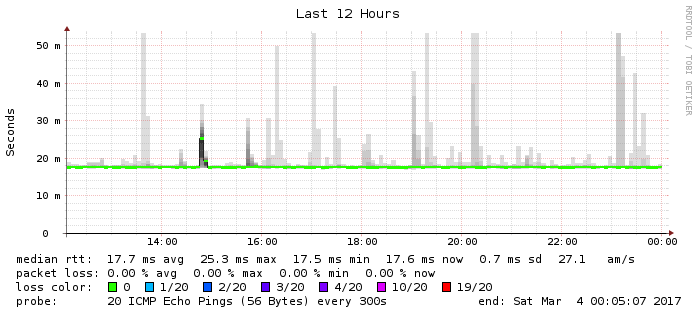 Last 12 Hours
RRDTOOL / TOBI OETIKER
Seconds
50 m
40 m
30 m
20 m
10 m
0
14:00 16:00 18:00 20:00 22:00 00:00
median rtt: 17.7 ms avg 25.3 ms max 17.5 ms min 17.6 ms now 0.7 ms sd 27.1 am/s
packet loss: 0.00 % avg 0.00 % max 0.00 % min 0.00 % now
loss color: 0 1/20 2/20 3/20 4/20 10/20 19/20
probe: 20 ICMP Echo Pings (56 Bytes) every 300s end: Sat Mar 4 00:05:07 2017